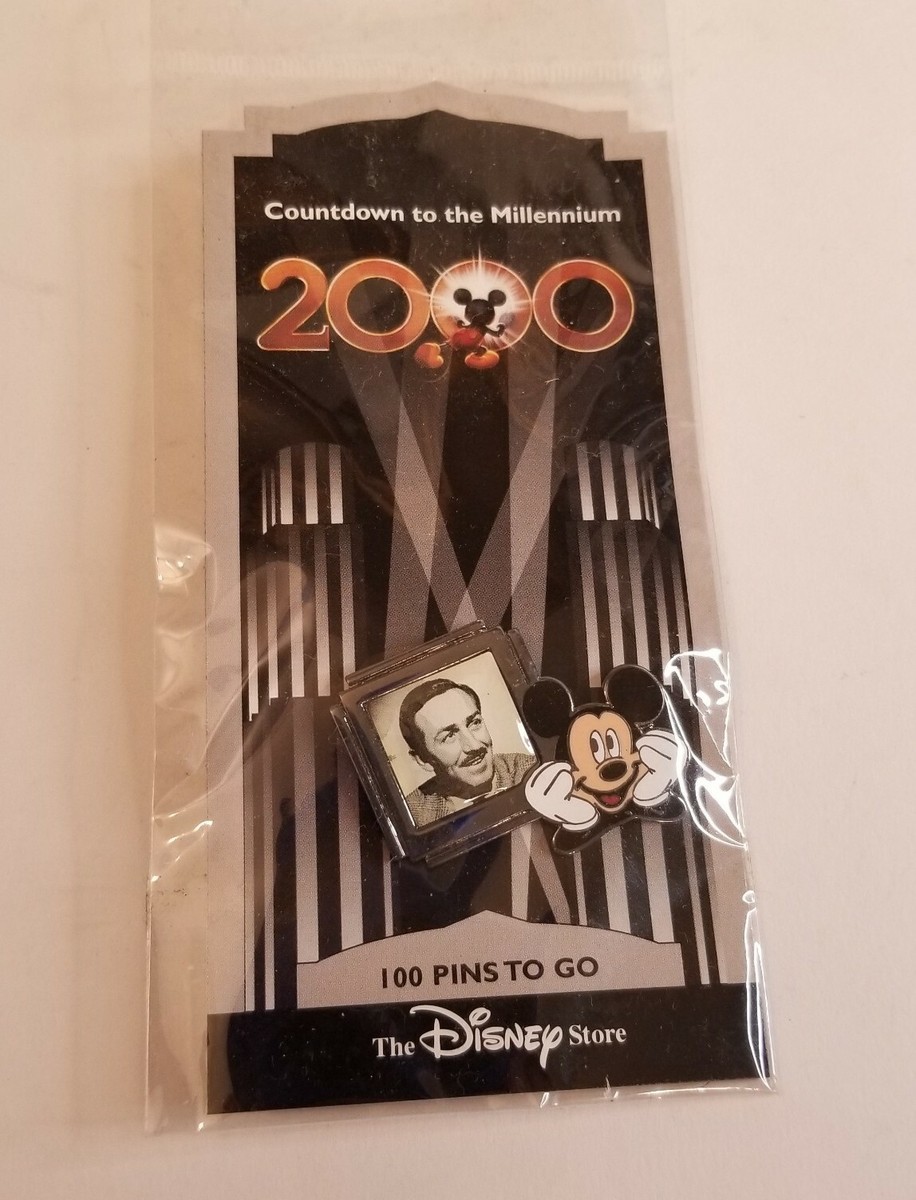 Countdown to the Millennium
2000
100 PINS TO GO
The Disney Store